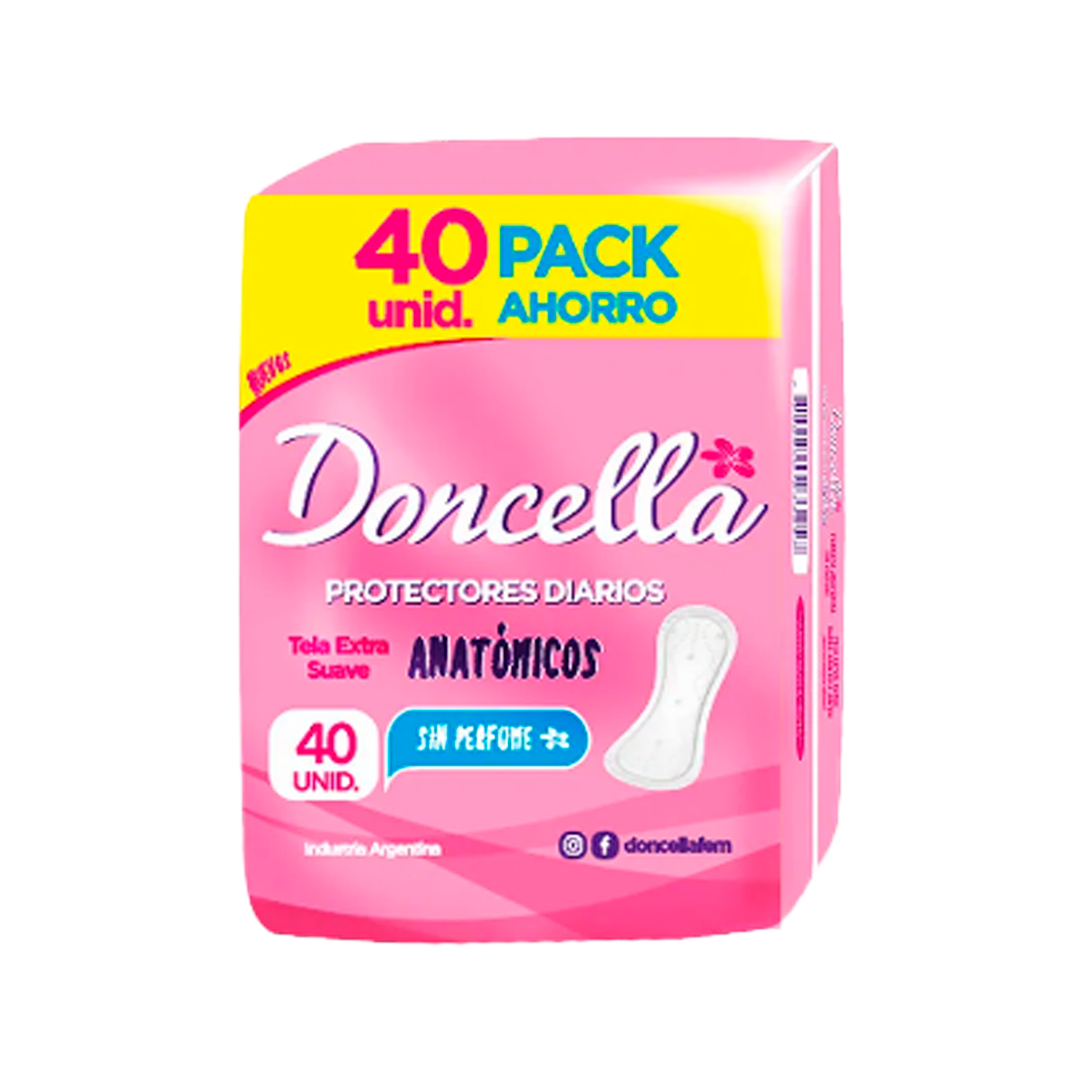 40 PACK
unid. AHORRO
NUEVOS
Doncella
PROTECTORES DIARIOS
Tela Extra
Suave
ANATÓMICOS
40
UNID.
SIN PERFUME
Industria Argentina
doncellafem
Doncella